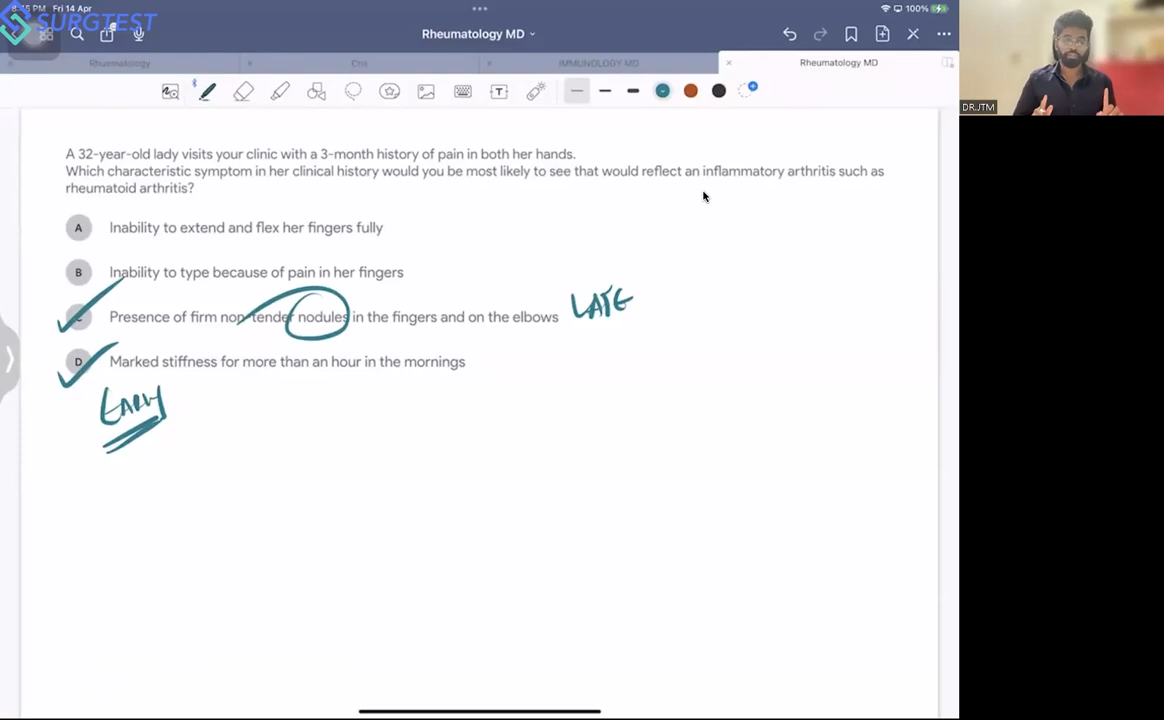 8:15 PM Fri 14 Apr
SURGTEST
100%
Rheumatology MD
Rhuematology
Cns
IMMUNOLOGY MD
Rheumatology MD
DR.JTM
A 32-year-old lady visits your clinic with a 3-month history of pain in both her hands.
Which characteristic symptom in her clinical history would you be most likely to see that would reflect an inflammatory arthritis such as
rheumatoid arthritis?
A Inability to extend and flex her fingers fully
B Inability to type because of pain in her fingers
C Presence of firm non-tender nodules in the fingers and on the elbows LATE
D Marked stiffness for more than an hour in the mornings
EARLY